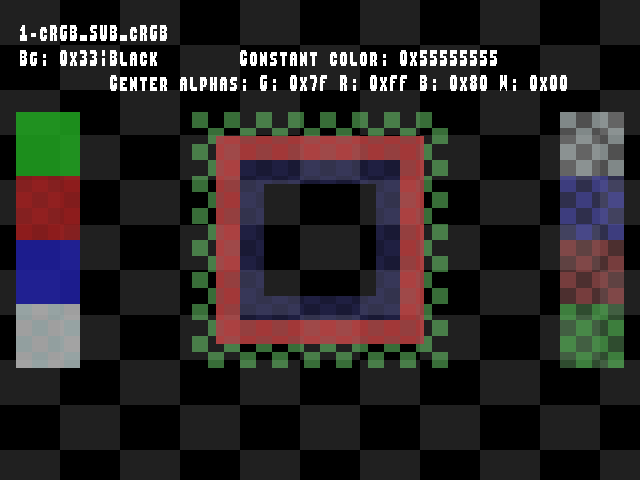 1-cRGB_SUB_cRGB
Bg: 0x33|Black Constant color: 0x55555555
Center alphas: G: 0x7f R: 0xff B: 0x80 W: 0x00